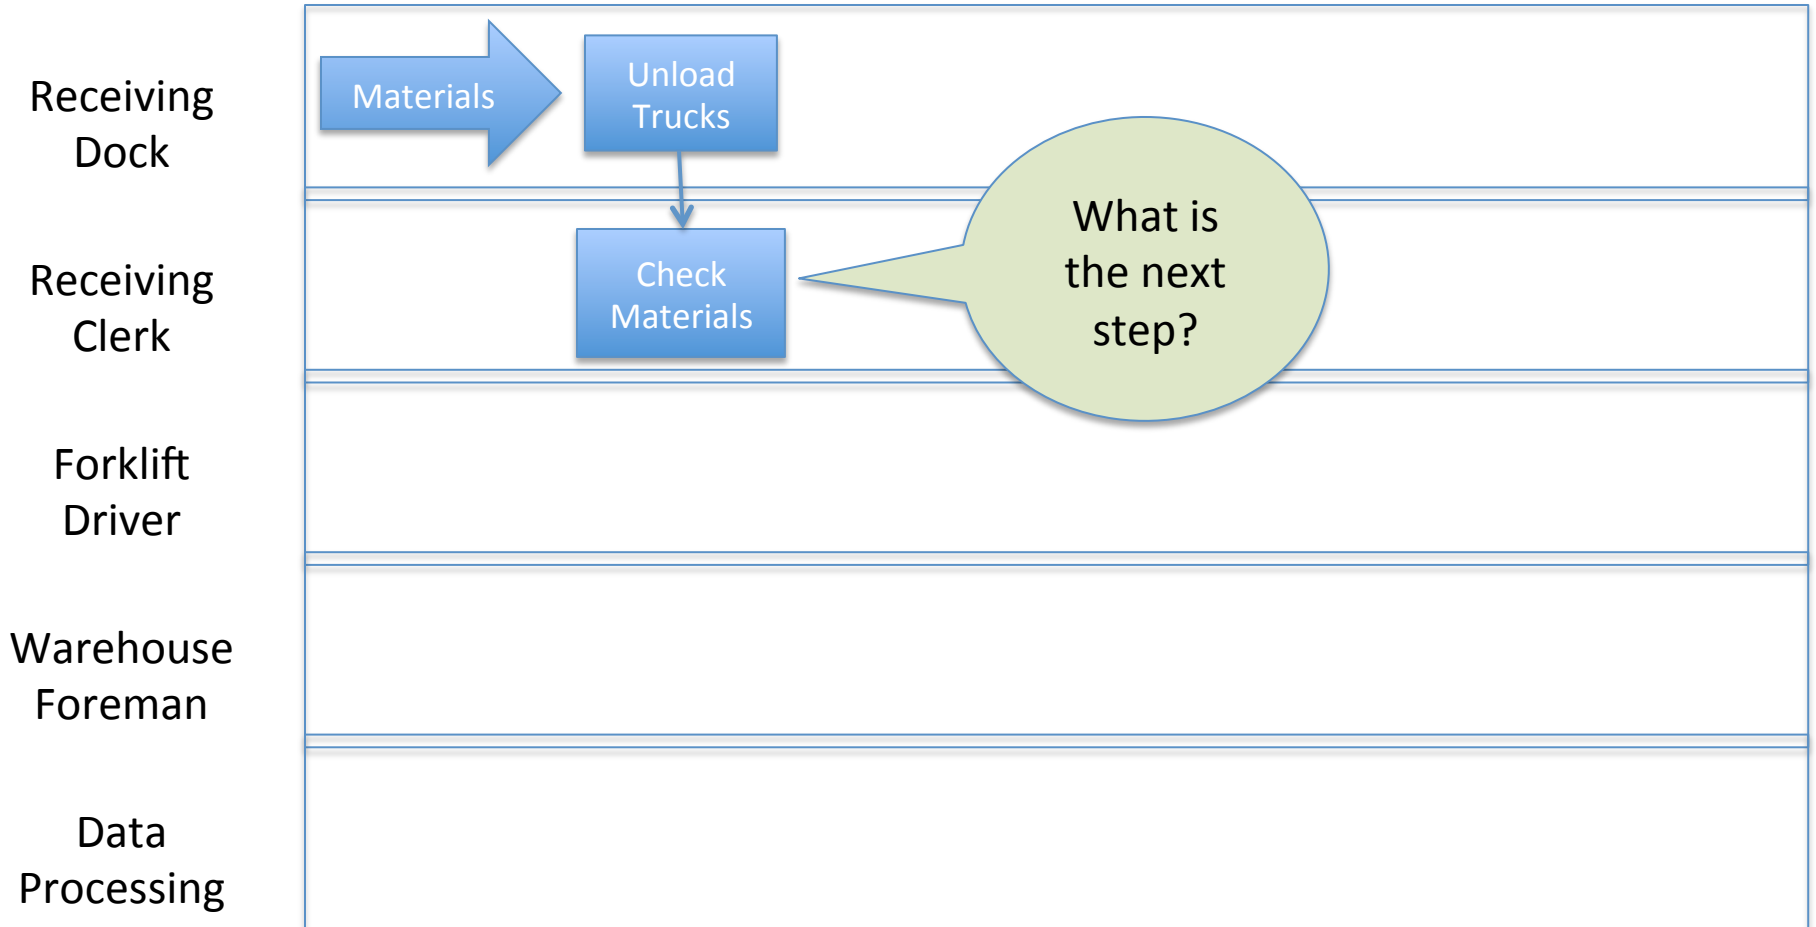 Receiving
Dock
Materials
Unload
Trucks
Receiving
Clerk
Check
Materials
What is
the next
step?
Forklift
Driver
Warehouse
Foreman
Data
Processing